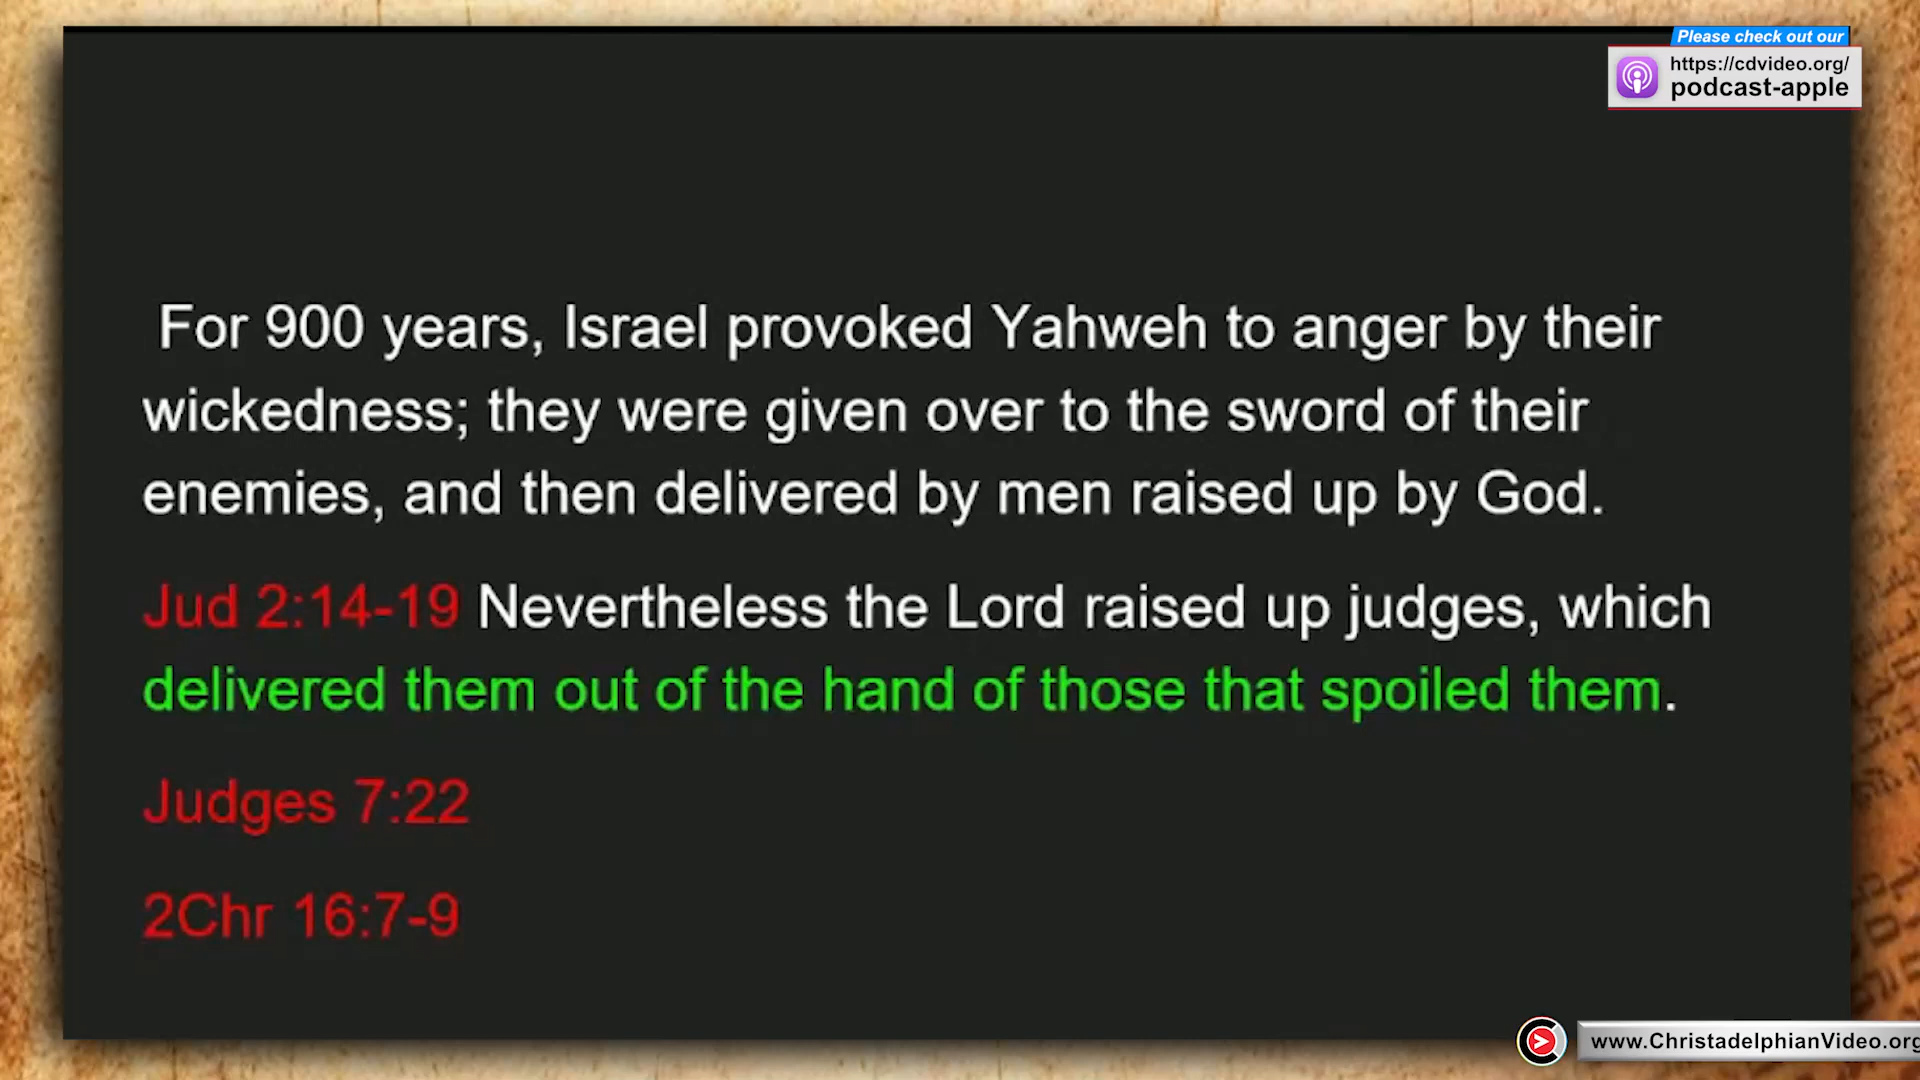 Please check out our
https://cdvideo.org/
podcast-apple
For 900 years, Israel provoked Yahweh to anger by their
wickedness; they were given over to the sword of their
enemies, and then delivered by men raised up by God.
Jud 2:14-19 Nevertheless the Lord raised up judges, which
delivered them out of the hand of those that spoiled them.
Judges 7:22
2Chr 16:7-9
www.ChristadelphianVideo.org